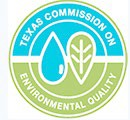 TEXAS COMMISSION ON
ENVIRONMENTAL QUALITY